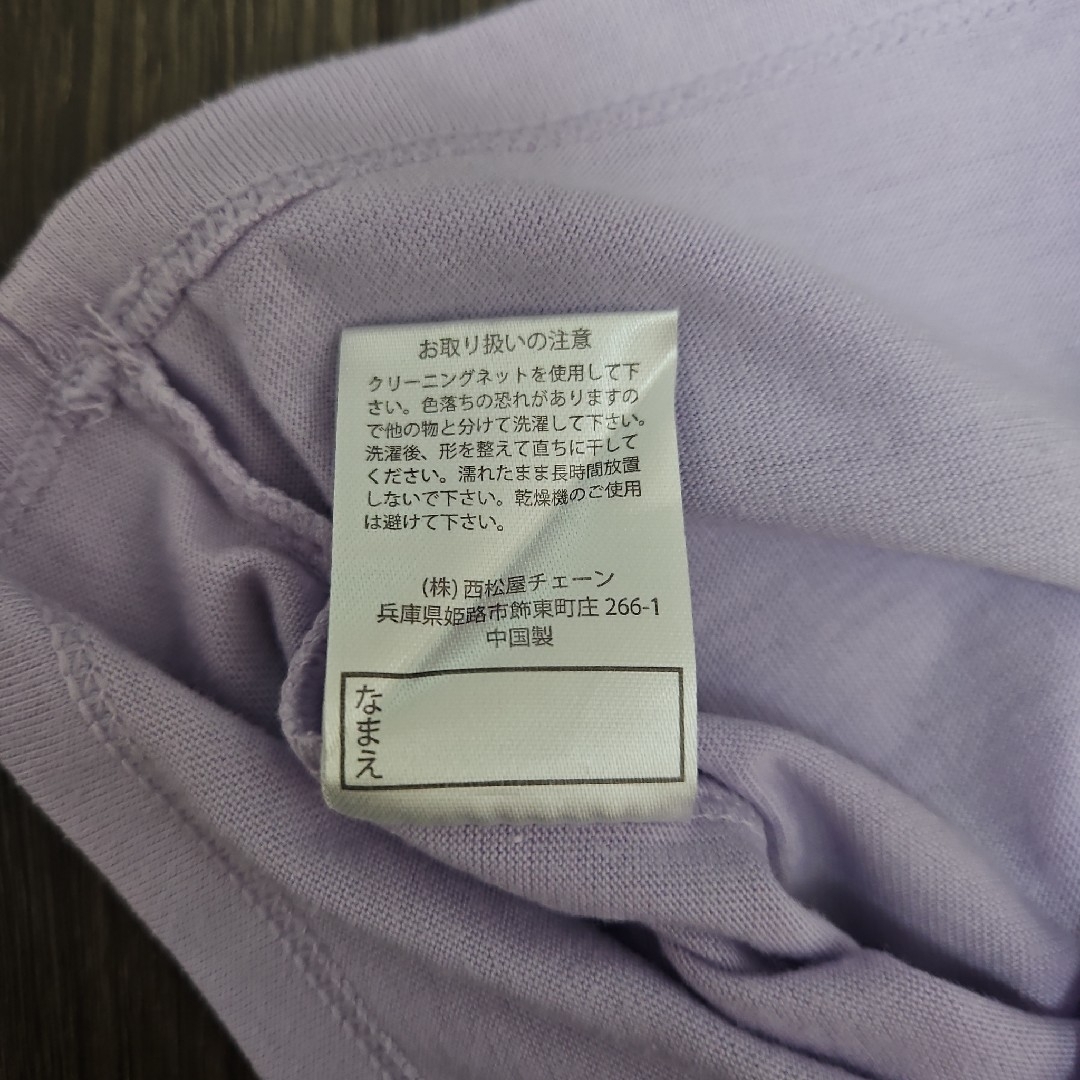 お取り扱いの注意
クリーニングネットを使用して下
さい。色落ちの恐れがありますの
で他の物と分けて洗濯して下さい。
洗濯後、形を整えて直ちに干して
ください。濡れたまま長時間放置
しないで下さい。乾燥機のご使用
は避けて下さい。
(株) 西松屋チェーン
兵庫県姫路市飾東町庄 266-1
中国製
なまえ